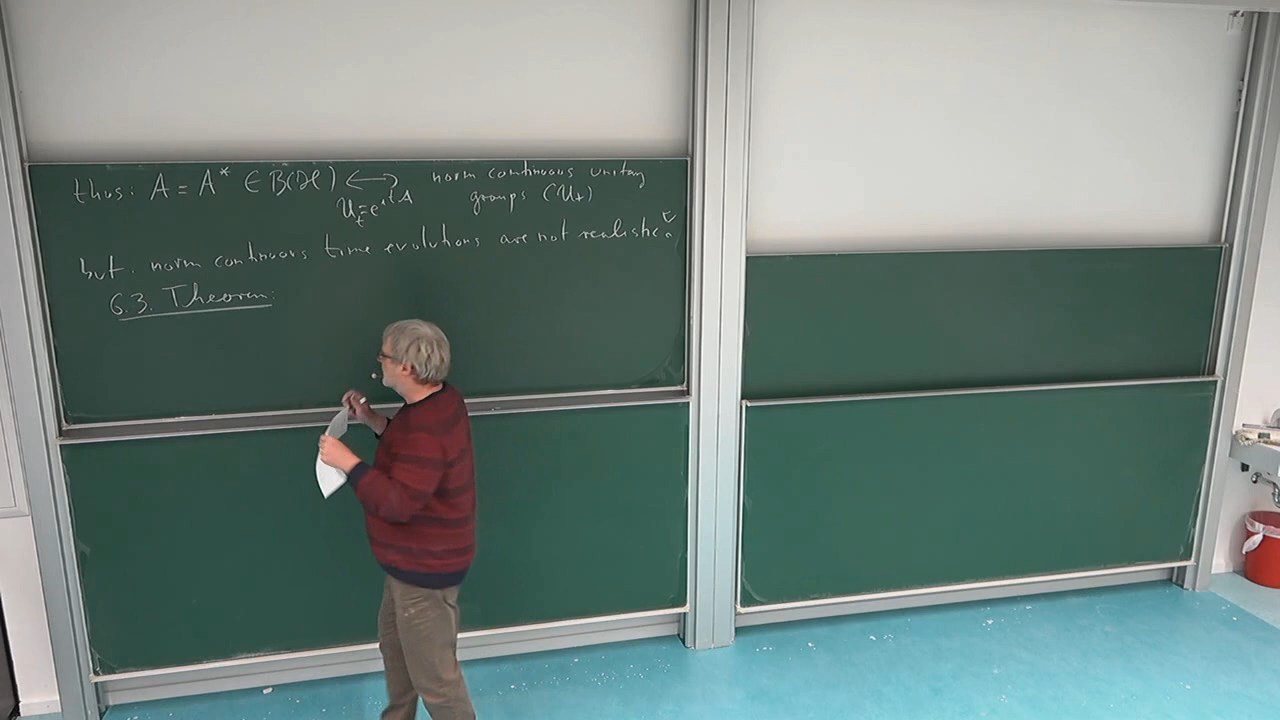 thus: A = A* ∈ B(ℋ) ⟷ norm continuous unitary
U_t = e^{itA} groups (U_t)
but: norm continuous time evolutions are not realistic!
6.3. Theorem: